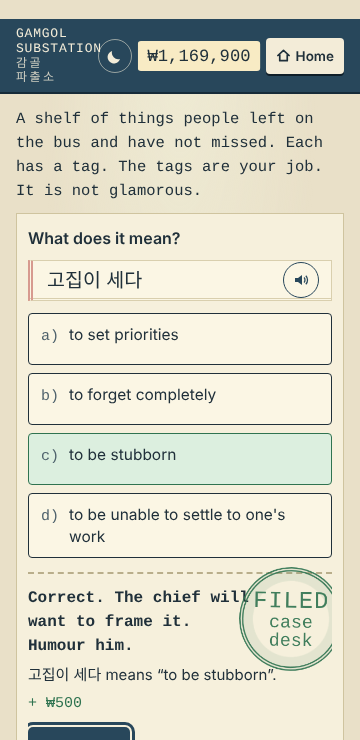 GAMGOL
SUBSTATION
감골
파출소
₩1,169,900
Home
A shelf of things people left on
the bus and have not missed. Each
has a tag. The tags are your job.
It is not glamorous.
What does it mean?
고집이 세다
a) to set priorities
b) to forget completely
c) to be stubborn
d) to be unable to settle to one's
work
Correct. The chief will
want to frame it.
Humour him.
FILED
case
desk
고집이 세다 means “to be stubborn”.
+ ₩500